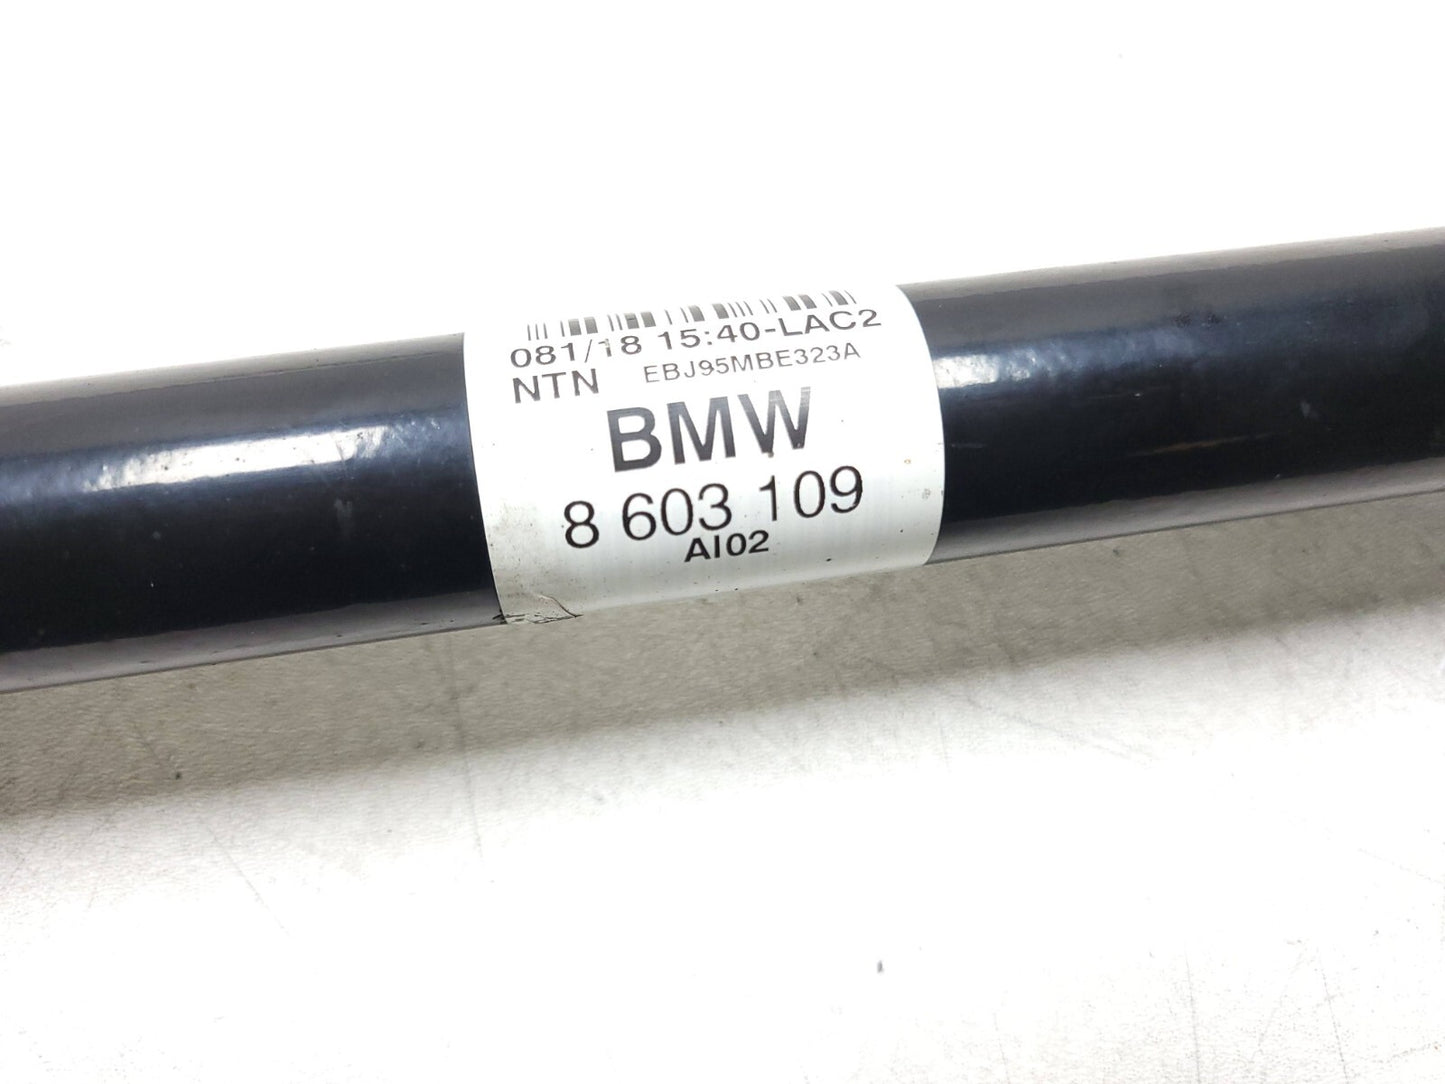 081/18 15:40-LAC2
NTN EBJ95MBE323A
BMW
8 603 109
AI02